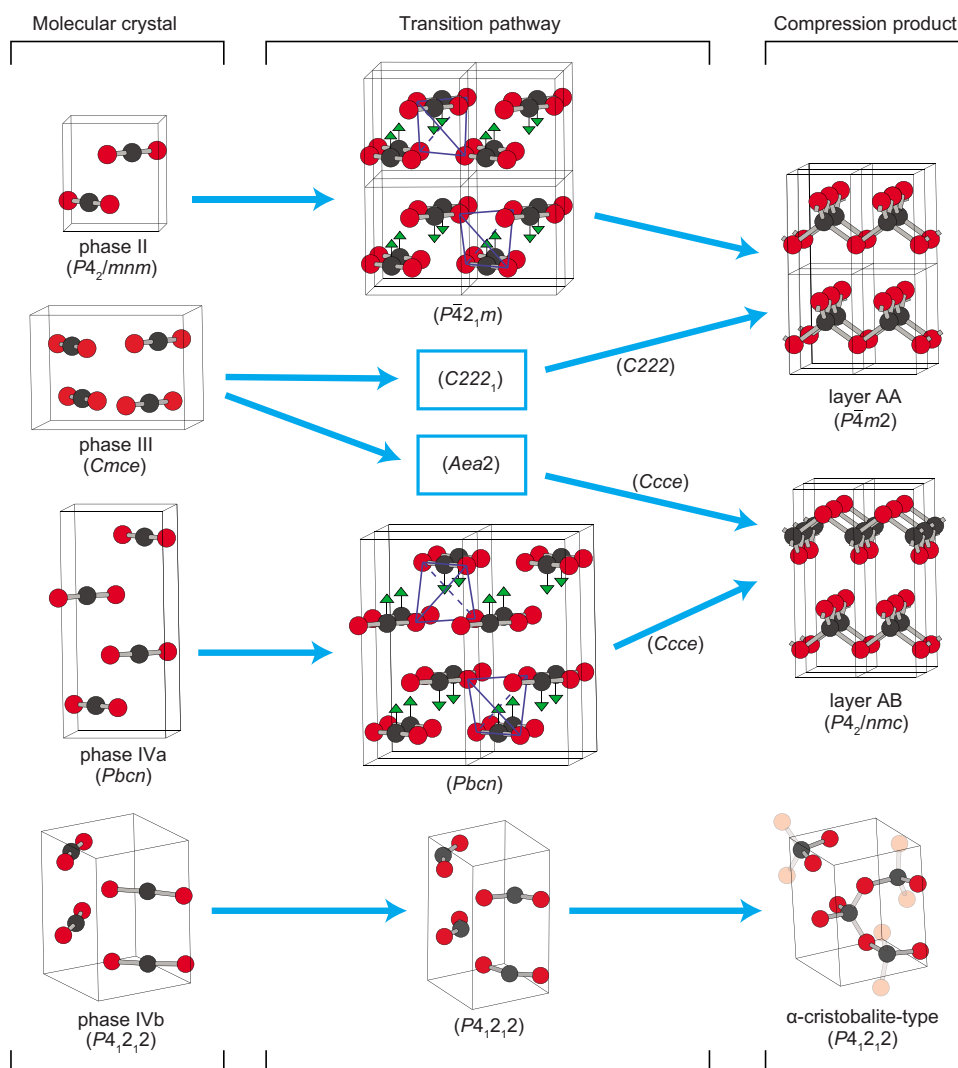 Molecular crystal
Transition pathway
Compression product
phase II
(P4₂/mnm)
(P4̅2₁m)
layer AA
(P4̅m2)
phase III
(Cmce)
(C222₁)
(C222)
(Aea2)
(Ccce)
phase IVa
(Pbcn)
(Pbcn)
(Ccce)
layer AB
(P4₂/nmc)
phase IVb
(P4₁2₁2)
(P4₁2₁2)
α-cristobalite-type
(P4₁2₁2)